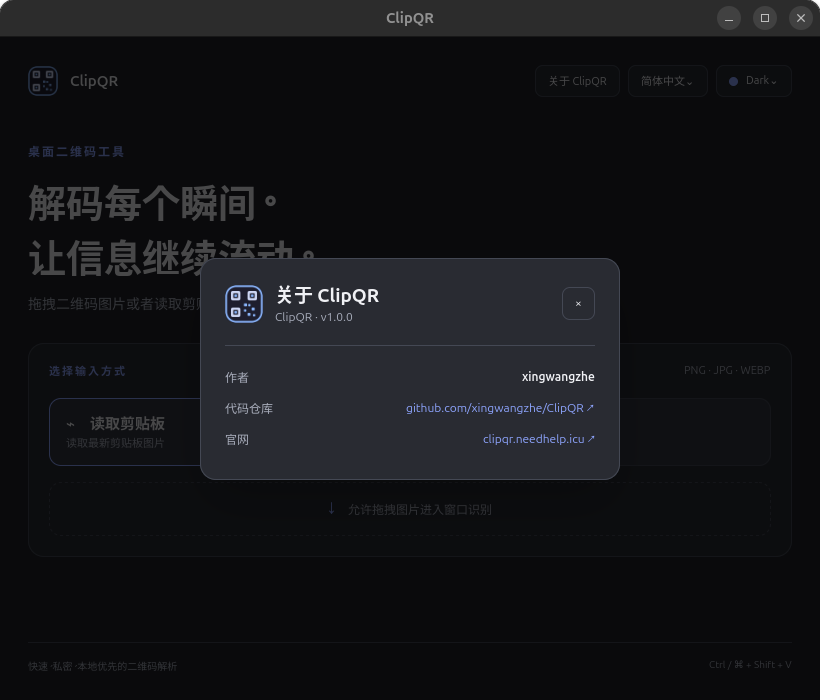 ClipQR
ClipQR
关于 ClipQR
简体中文
Dark
桌面二维码工具
解码每个瞬间。
让信息继续流动。
拖拽二维码图片或者读取剪贴
关于 ClipQR
ClipQR · v1.0.0
×
作者
xingwangzhe
代码仓库
github.com/xingwangzhe/ClipQR ↗
官网
clipqr.needhelp.icu ↗
选择输入方式
PNG · JPG · WEBP
读取剪贴板
读取最新剪贴板图片
↓ 允许拖拽图片进入窗口识别
快速 ·私密 ·本地优先的二维码解析
Ctrl / ⌘ + Shift + V